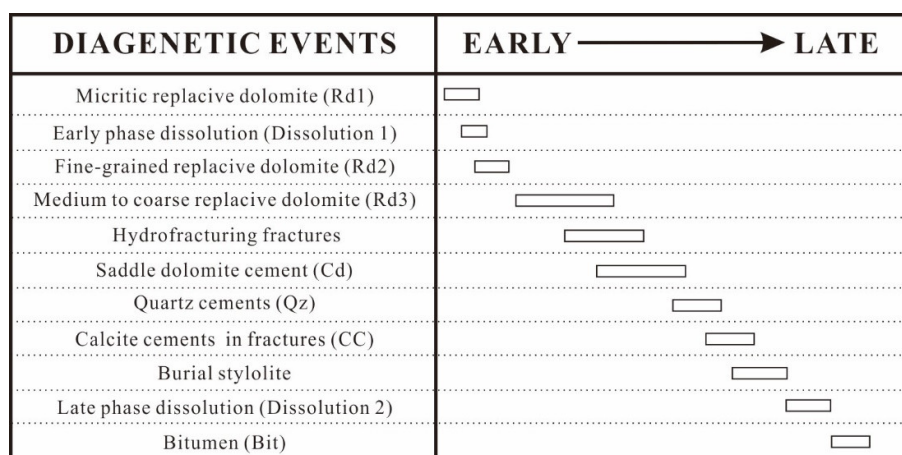 DIAGENETIC EVENTS EARLY LATE
Micritic replacive dolomite (Rd1)
Early phase dissolution (Dissolution 1)
Fine-grained replacive dolomite (Rd2)
Medium to coarse replacive dolomite (Rd3)
Hydrofracturing fractures
Saddle dolomite cement (Cd)
Quartz cements (Qz)
Calcite cements in fractures (CC)
Burial stylolite
Late phase dissolution (Dissolution 2)
Bitumen (Bit)